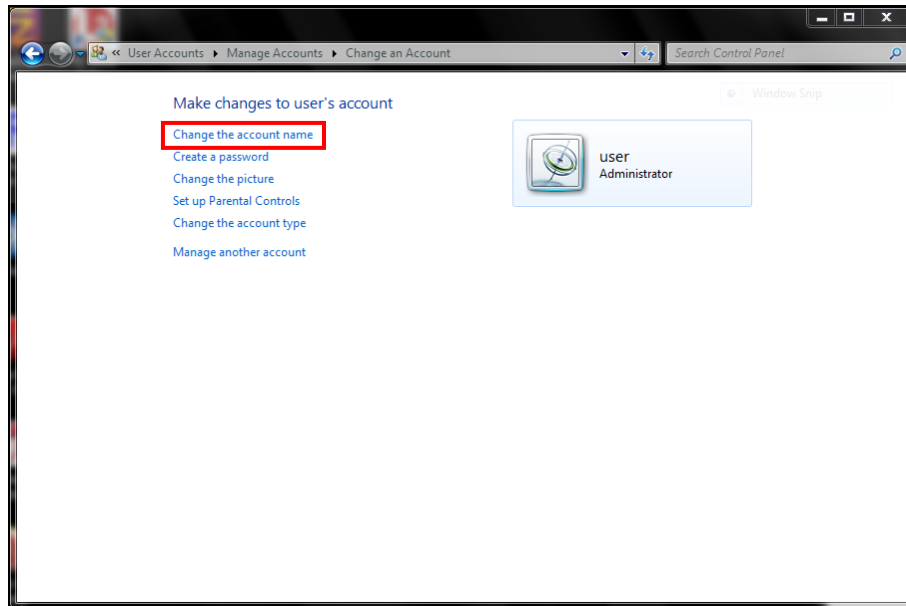 « User Accounts ▸ Manage Accounts ▸ Change an Account
Search Control Panel
Window Snip
Make changes to user's account
Change the account name
Create a password
Change the picture
Set up Parental Controls
Change the account type
Manage another account
user
Administrator